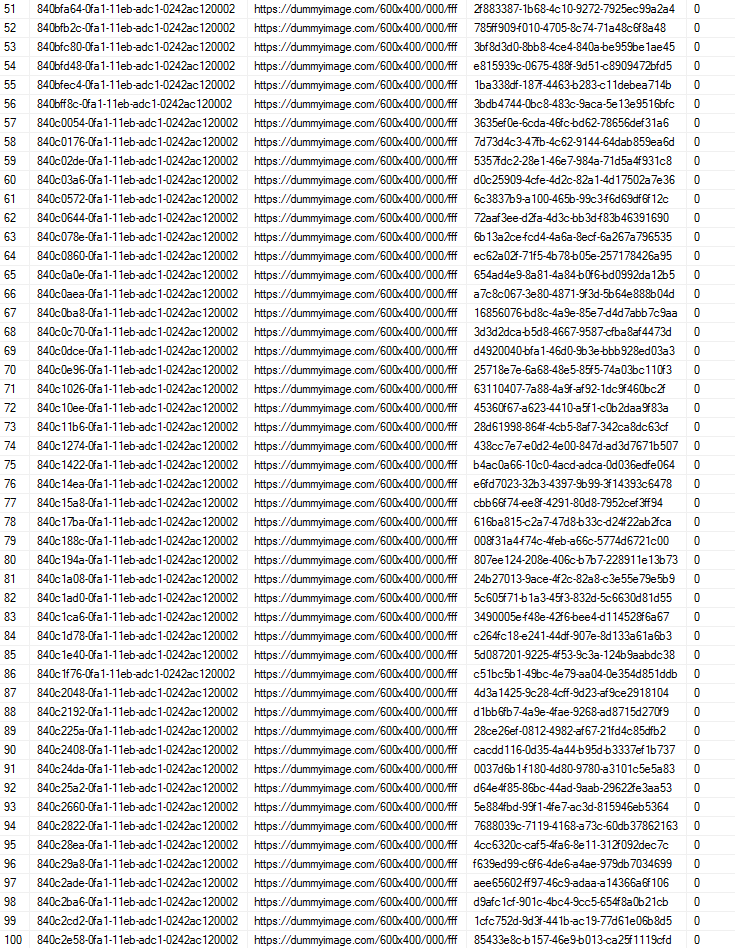 51 840bfa64-0fa1-11eb-adc1-0242ac120002 https://dummyimage.com/600x400/000/fff 2f883387-1b68-4c10-9272-7925ec99a2a4 0
52 840bfb2c-0fa1-11eb-adc1-0242ac120002 https://dummyimage.com/600x400/000/fff 785ff909-f010-4705-8c74-71a48c6f8a48 0
53 840bfc80-0fa1-11eb-adc1-0242ac120002 https://dummyimage.com/600x400/000/fff 3bf8d3d0-8bb8-4ce4-840a-be959be1ae45 0
54 840bfd48-0fa1-11eb-adc1-0242ac120002 https://dummyimage.com/600x400/000/fff e815939c-0675-488f-9d51-c8909472bfd5 0
55 840bfec4-0fa1-11eb-adc1-0242ac120002 https://dummyimage.com/600x400/000/fff 1ba338df-187f-4463-b283-c11debea714b 0
56 840bff8c-0fa1-11eb-adc1-0242ac120002 https://dummyimage.com/600x400/000/fff 3bdb4744-0bc8-483c-9aca-5e13e9516bfc 0
57 840c0054-0fa1-11eb-adc1-0242ac120002 https://dummyimage.com/600x400/000/fff 3635ef0e-6cda-46fc-bd62-78656def31a6 0
58 840c0176-0fa1-11eb-adc1-0242ac120002 https://dummyimage.com/600x400/000/fff 7d73d4c3-47fb-4c62-9144-64dab859ea6d 0
59 840c02de-0fa1-11eb-adc1-0242ac120002 https://dummyimage.com/600x400/000/fff 5357fdc2-28e1-46e7-984a-71d5a4f931c8 0
60 840c03a6-0fa1-11eb-adc1-0242ac120002 https://dummyimage.com/600x400/000/fff d0c25909-4cfe-4d2c-82a1-4d17502a7e36 0
61 840c0572-0fa1-11eb-adc1-0242ac120002 https://dummyimage.com/600x400/000/fff 6c3837b9-a100-465b-99c3-f6d69df6f12c 0
62 840c0644-0fa1-11eb-adc1-0242ac120002 https://dummyimage.com/600x400/000/fff 72aaf3ee-d2fa-4d3c-bb3d-f83b46391690 0
63 840c078e-0fa1-11eb-adc1-0242ac120002 https://dummyimage.com/600x400/000/fff 6b13a2ce-fcd4-4a6a-8ecf-6a267a796535 0
64 840c0860-0fa1-11eb-adc1-0242ac120002 https://dummyimage.com/600x400/000/fff ec62a02f-71f5-4b78-b05e-257178426a95 0
65 840c0a0e-0fa1-11eb-adc1-0242ac120002 https://dummyimage.com/600x400/000/fff 654ad4e9-8a81-4a84-b0f6-bd0992da12b5 0
66 840c0aea-0fa1-11eb-adc1-0242ac120002 https://dummyimage.com/600x400/000/fff a7c8c067-3e80-4871-9f3d-5b64e888b04d 0
67 840c0ba8-0fa1-11eb-adc1-0242ac120002 https://dummyimage.com/600x400/000/fff 16856076-bd8c-4a9e-85e7-d4d7abb7c9aa 0
68 840c0c70-0fa1-11eb-adc1-0242ac120002 https://dummyimage.com/600x400/000/fff 3d3d2dca-b5d8-4667-9587-cfba8af4473d 0
69 840c0dce-0fa1-11eb-adc1-0242ac120002 https://dummyimage.com/600x400/000/fff d4920040-bfa1-46d0-9b3e-bbb928ed03a3 0
70 840c0e96-0fa1-11eb-adc1-0242ac120002 https://dummyimage.com/600x400/000/fff 25718e7e-6a68-48e5-85f5-74a03bc110f3 0
71 840c1026-0fa1-11eb-adc1-0242ac120002 https://dummyimage.com/600x400/000/fff 63110407-7a88-4a9f-af92-1dc9f460bc2f 0
72 840c10ee-0fa1-11eb-adc1-0242ac120002 https://dummyimage.com/600x400/000/fff 45360f67-a623-4410-a5f1-c0b2daa9f83a 0
73 840c11b6-0fa1-11eb-adc1-0242ac120002 https://dummyimage.com/600x400/000/fff 28d61998-864f-4cb5-8af7-342ca8dc63cf 0
74 840c1274-0fa1-11eb-adc1-0242ac120002 https://dummyimage.com/600x400/000/fff 438cc7e7-e0d2-4e00-847d-ad3d7671b507 0
75 840c1422-0fa1-11eb-adc1-0242ac120002 https://dummyimage.com/600x400/000/fff b4ac0a66-10c0-4acd-adca-0d036edfe064 0
76 840c14ea-0fa1-11eb-adc1-0242ac120002 https://dummyimage.com/600x400/000/fff e6fd7023-32b3-4397-9b99-3f14393c6478 0
77 840c15a8-0fa1-11eb-adc1-0242ac120002 https://dummyimage.com/600x400/000/fff cbb66f74-ee8f-4291-80d8-7952cef3ff94 0
78 840c17ba-0fa1-11eb-adc1-0242ac120002 https://dummyimage.com/600x400/000/fff 616ba815-c2a7-47d8-b33c-d24f22ab2fca 0
79 840c188c-0fa1-11eb-adc1-0242ac120002 https://dummyimage.com/600x400/000/fff 008f31a4-f74c-4feb-a66c-5774d6721c00 0
80 840c194a-0fa1-11eb-adc1-0242ac120002 https://dummyimage.com/600x400/000/fff 807ee124-208e-406c-b7b7-228911e13b73 0
81 840c1a08-0fa1-11eb-adc1-0242ac120002 https://dummyimage.com/600x400/000/fff 24b27013-9ace-4f2c-82a8-c3e55e79e5b9 0
82 840c1ad0-0fa1-11eb-adc1-0242ac120002 https://dummyimage.com/600x400/000/fff 5c605f71-b1a3-45f3-832d-5c6630d81d55 0
83 840c1ca6-0fa1-11eb-adc1-0242ac120002 https://dummyimage.com/600x400/000/fff 3490005e-f48e-42f6-bee4-d114528f6a67 0
84 840c1d78-0fa1-11eb-adc1-0242ac120002 https://dummyimage.com/600x400/000/fff c264fc18-e241-44df-907e-8d133a61a6b3 0
85 840c1e40-0fa1-11eb-adc1-0242ac120002 https://dummyimage.com/600x400/000/fff 5d087201-9225-4f53-9c3a-124b9aabdc38 0
86 840c1f76-0fa1-11eb-adc1-0242ac120002 https://dummyimage.com/600x400/000/fff c51bc5b1-49bc-4e79-aa04-0e354d851ddb 0
87 840c2048-0fa1-11eb-adc1-0242ac120002 https://dummyimage.com/600x400/000/fff 4d3a1425-9c28-4cff-9d23-af9ce2918104 0
88 840c2192-0fa1-11eb-adc1-0242ac120002 https://dummyimage.com/600x400/000/fff d1bb6fb7-4a9e-4fae-9268-ad8715d270f9 0
89 840c225a-0fa1-11eb-adc1-0242ac120002 https://dummyimage.com/600x400/000/fff 28ce26ef-0812-4982-af67-21fd4c85dfb2 0
90 840c2408-0fa1-11eb-adc1-0242ac120002 https://dummyimage.com/600x400/000/fff cacdd116-0d35-4a44-b95d-b3337ef1b737 0
91 840c24da-0fa1-11eb-adc1-0242ac120002 https://dummyimage.com/600x400/000/fff 0037d6b1-f180-4d80-9780-a3101c5e5a83 0
92 840c25a2-0fa1-11eb-adc1-0242ac120002 https://dummyimage.com/600x400/000/fff d64e4f85-86bc-44ad-9aab-29622fe3aa53 0
93 840c2660-0fa1-11eb-adc1-0242ac120002 https://dummyimage.com/600x400/000/fff 5e884fbd-99f1-4fe7-ac3d-815946eb5364 0
94 840c2822-0fa1-11eb-adc1-0242ac120002 https://dummyimage.com/600x400/000/fff 7688039c-7119-4168-a73c-60db37862163 0
95 840c28ea-0fa1-11eb-adc1-0242ac120002 https://dummyimage.com/600x400/000/fff 4cc6320c-caf5-4fa6-8e11-312f092dec7c 0
96 840c29a8-0fa1-11eb-adc1-0242ac120002 https://dummyimage.com/600x400/000/fff f639ed99-c6f6-4de6-a4ae-979db7034699 0
97 840c2ade-0fa1-11eb-adc1-0242ac120002 https://dummyimage.com/600x400/000/fff aee65602-ff97-46c9-adaa-a14366a6f106 0
98 840c2ba6-0fa1-11eb-adc1-0242ac120002 https://dummyimage.com/600x400/000/fff d9afc1cf-901c-4bc4-9cc5-654f8a0b21cb 0
99 840c2cd2-0fa1-11eb-adc1-0242ac120002 https://dummyimage.com/600x400/000/fff 1cfc752d-9d3f-441b-ac19-77d61e06b8d5 0
100 840c2e58-0fa1-11eb-adc1-0242ac120002 https://dummyimage.com/600x400/000/fff 85433e8c-b157-46e9-b013-ca25f1119cfd 0